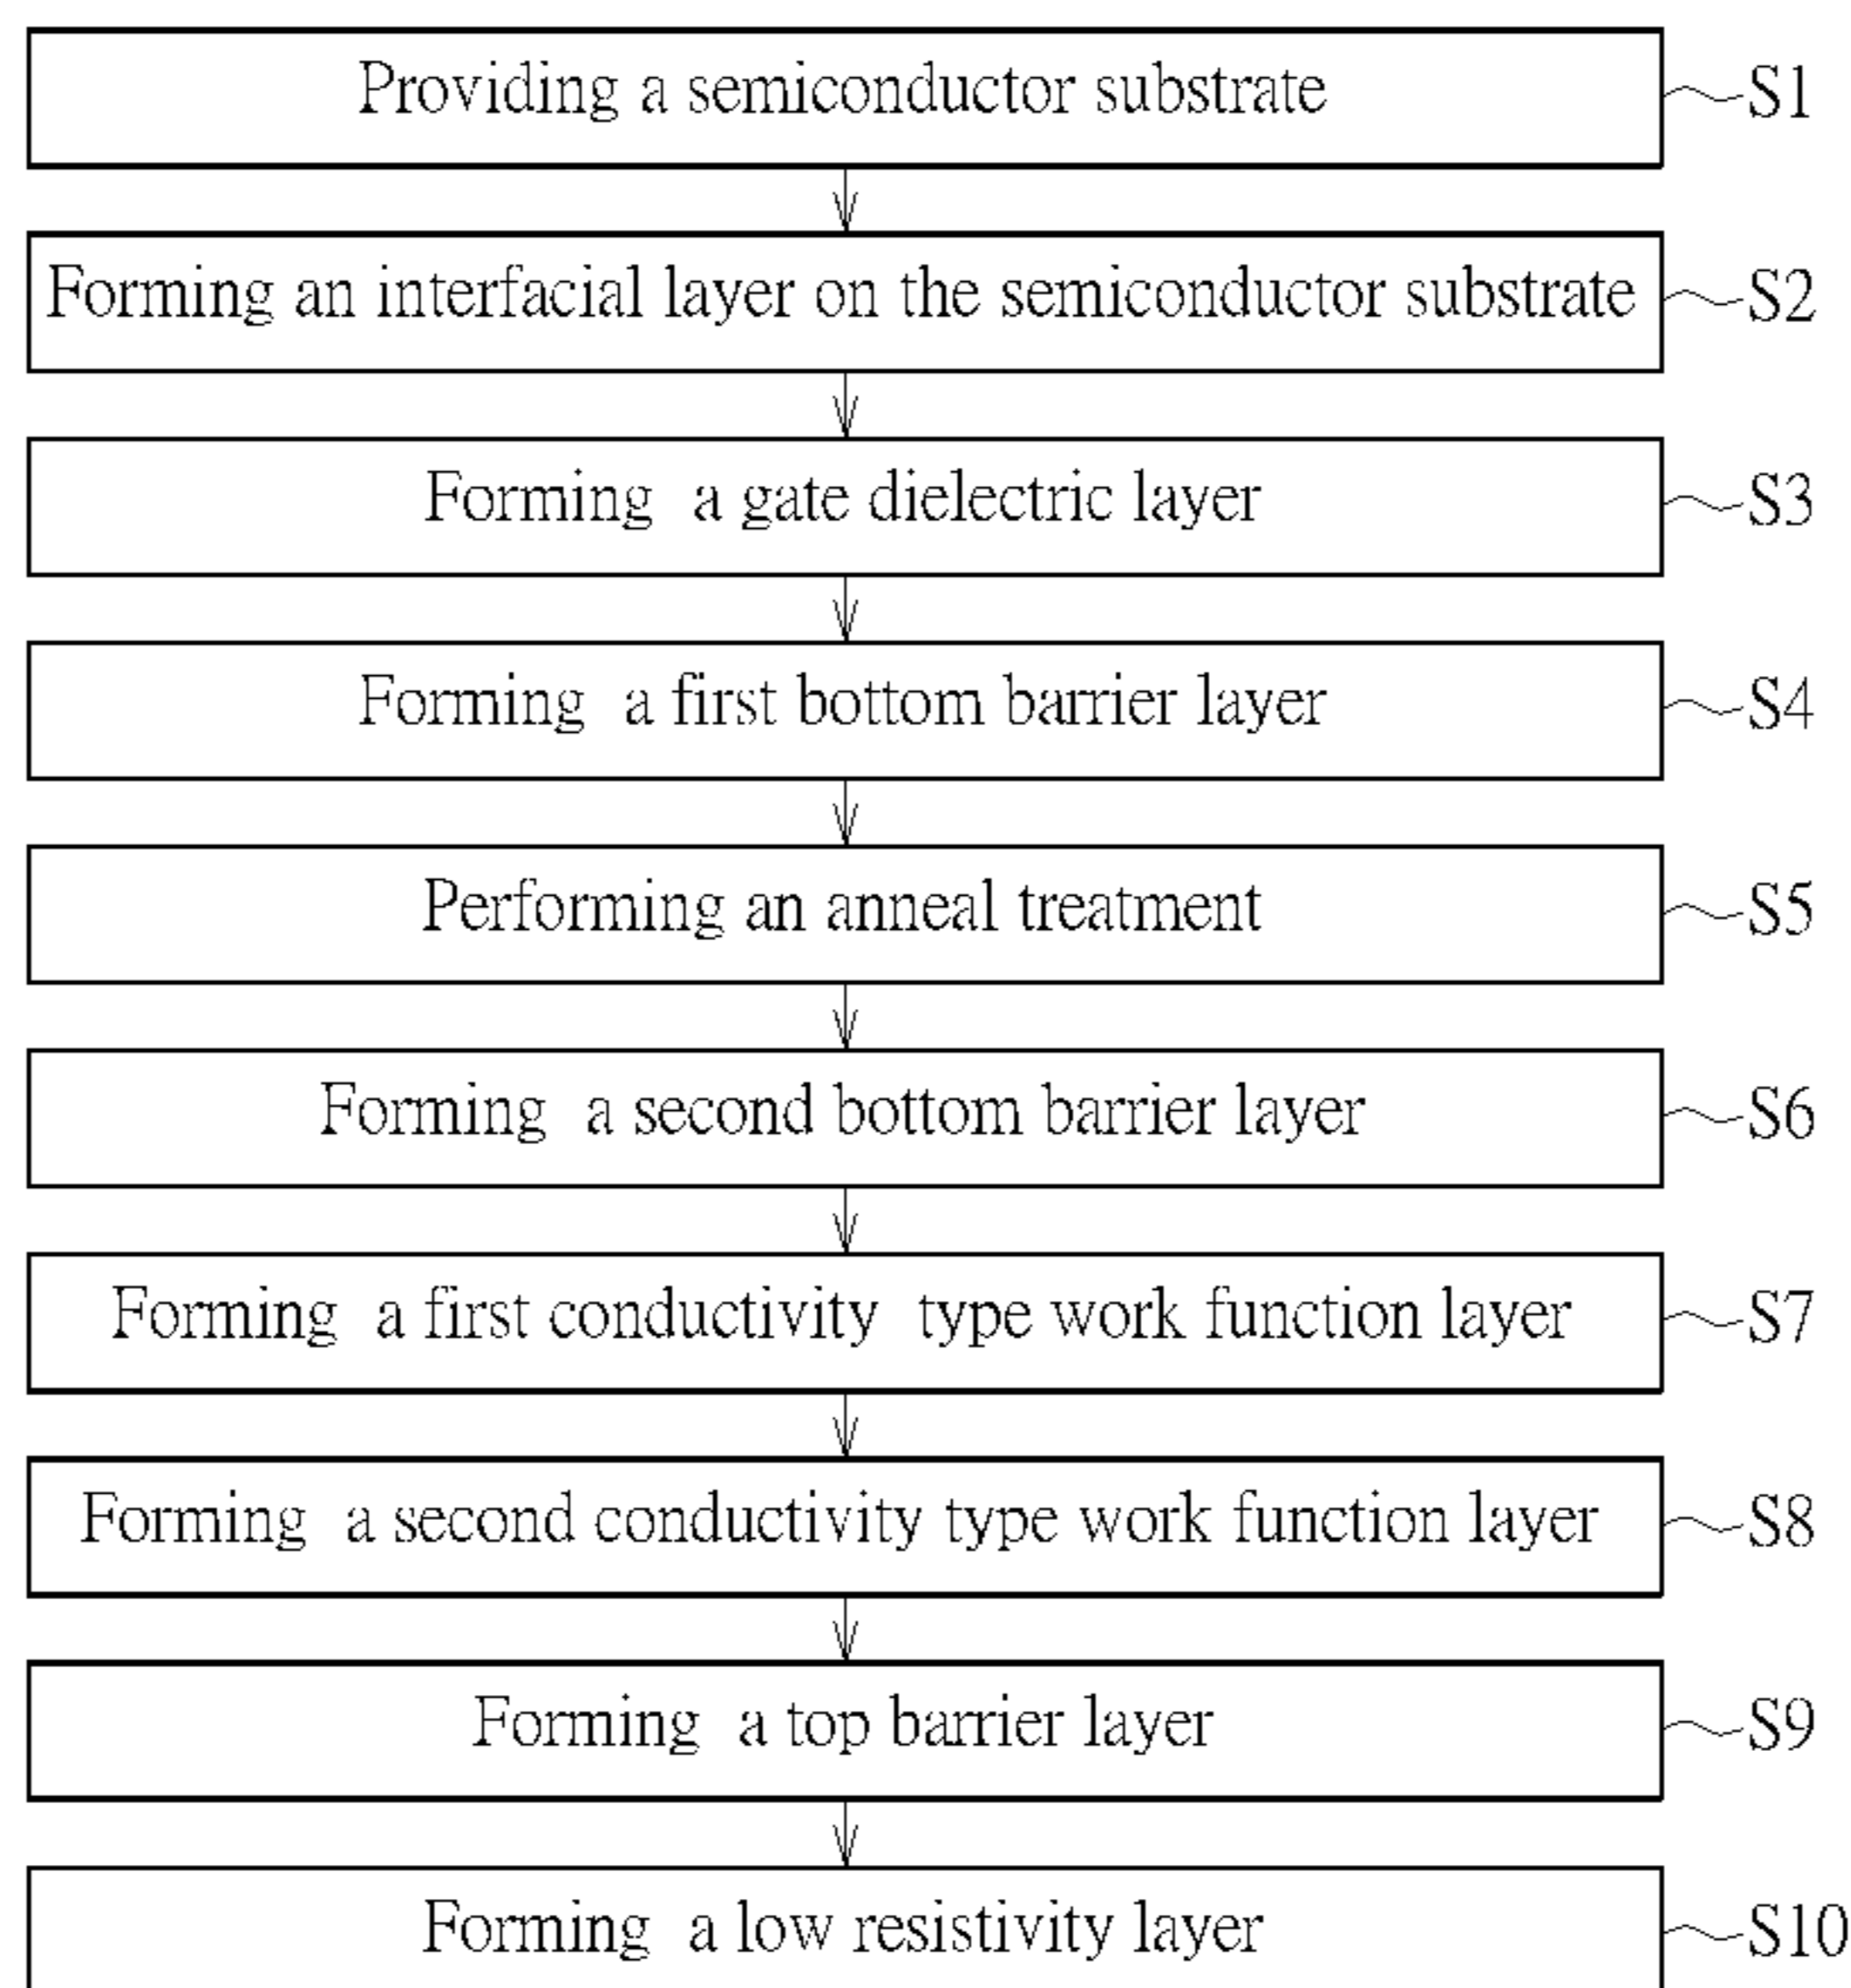 Providing a semiconductor substrate S1
Forming an interfacial layer on the semiconductor substrate S2
Forming a gate dielectric layer S3
Forming a first bottom barrier layer S4
Performing an anneal treatment S5
Forming a second bottom barrier layer S6
Forming a first conductivity type work function layer S7
Forming a second conductivity type work function layer S8
Forming a top barrier layer S9
Forming a low resistivity layer S10